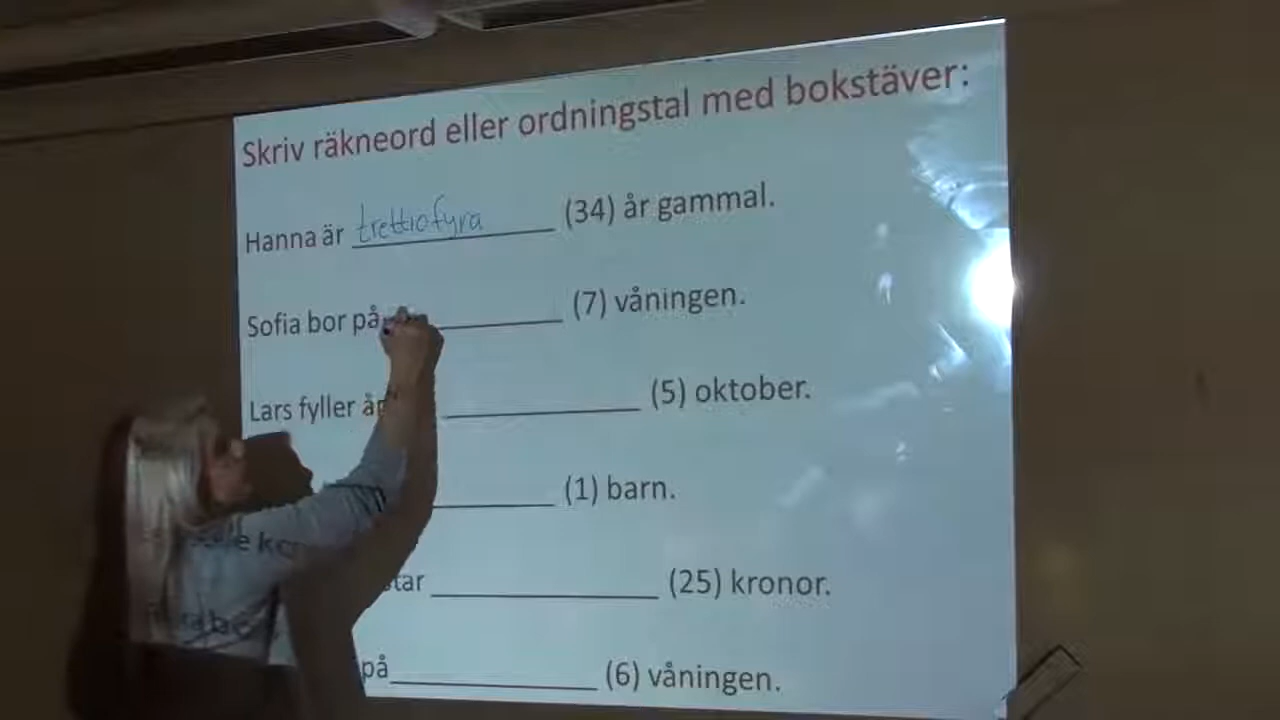 Skriv räkneord eller ordningstal med bokstäver:
Hanna är trettiofyra (34) år gammal.
Sofia bor på (7) våningen.
Lars fyller år (5) oktober.
(1) barn.
(25) kronor.
på (6) våningen.